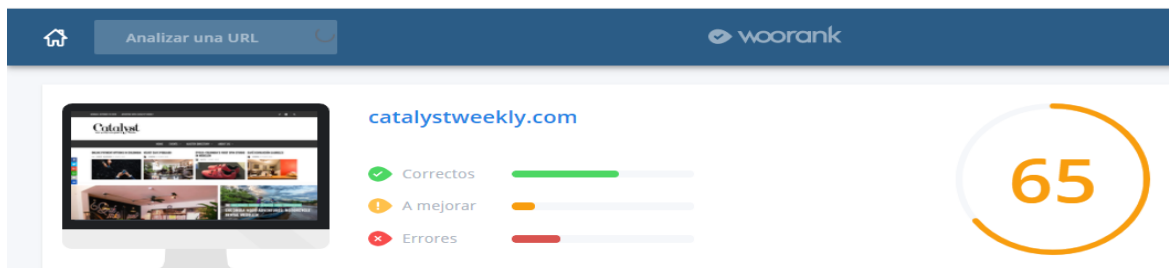 Analizar una URL
woorank
catalystweekly.com
Catalyst
Correctos
A mejorar
Errores
65